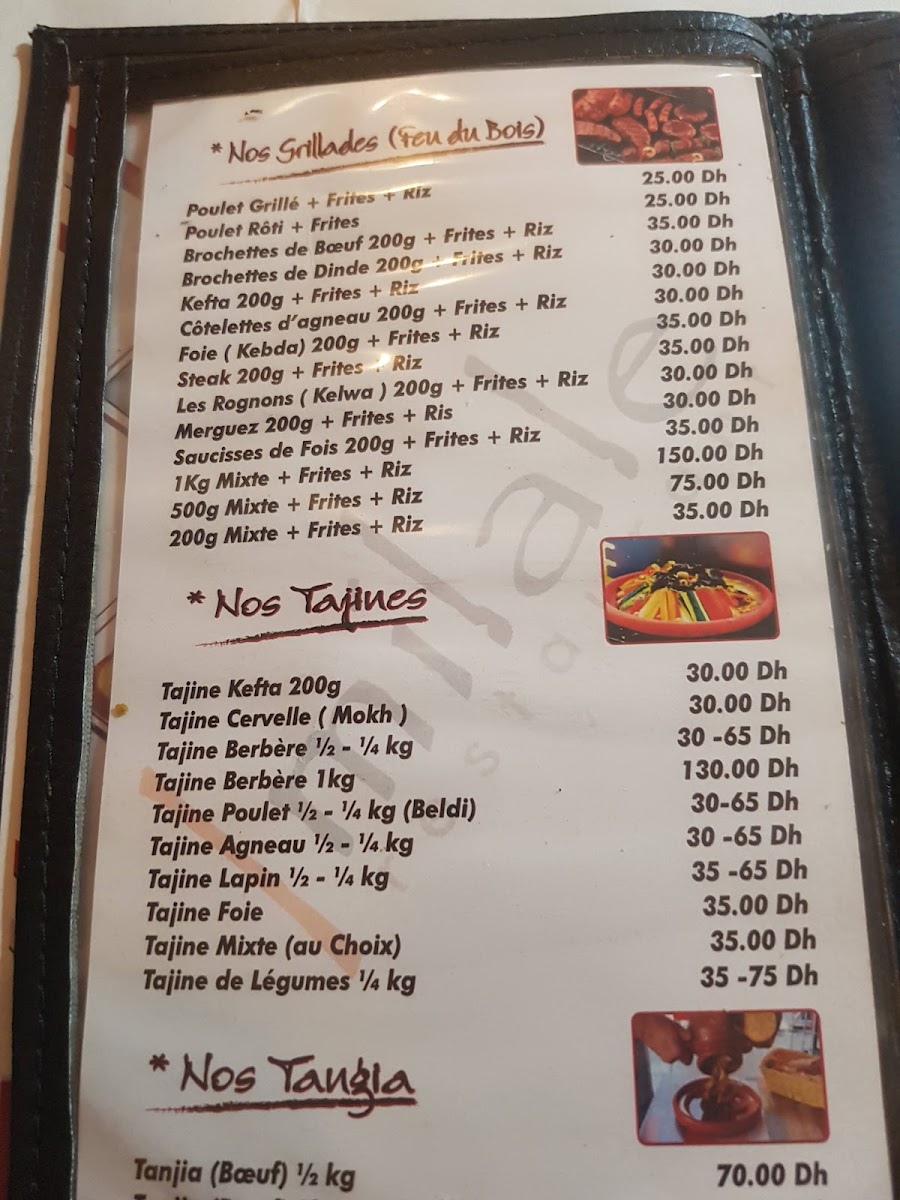 * Nos Grillades (Feu du Bois)
Poulet Grillé + Frites + Riz 25.00 Dh
Poulet Rôti + Frites 25.00 Dh
Brochettes de Bœuf 200g + Frites + Riz 35.00 Dh
Brochettes de Dinde 200g + Frites + Riz 30.00 Dh
Kefta 200g + Frites + Riz 30.00 Dh
Côtelettes d'agneau 200g + Frites + Riz 30.00 Dh
Foie ( Kebda) 200g + Frites + Riz 35.00 Dh
Steak 200g + Frites + Riz 35.00 Dh
Les Rognons ( Kelwa ) 200g + Frites + Riz 30.00 Dh
Merguez 200g + Frites + Ris 30.00 Dh
Saucisses de Fois 200g + Frites + Riz 35.00 Dh
1Kg Mixte + Frites + Riz 150.00 Dh
500g Mixte + Frites + Riz 75.00 Dh
200g Mixte + Frites + Riz 35.00 Dh
* Nos Tajines
Tajine Kefta 200g 30.00 Dh
Tajine Cervelle ( Mokh ) 30.00 Dh
Tajine Berbère ½ - ¼ kg 30 -65 Dh
Tajine Berbère 1kg 130.00 Dh
Tajine Poulet ½ - ¼ kg (Beldi) 30-65 Dh
Tajine Agneau ½ - ¼ kg 30 -65 Dh
Tajine Lapin ½ - ¼ kg 35 -65 Dh
Tajine Foie 35.00 Dh
Tajine Mixte (au Choix) 35.00 Dh
Tajine de Légumes ¼ kg 35 -75 Dh
* Nos Tangia
Tanjia (Bœuf) ½ kg 70.00 Dh